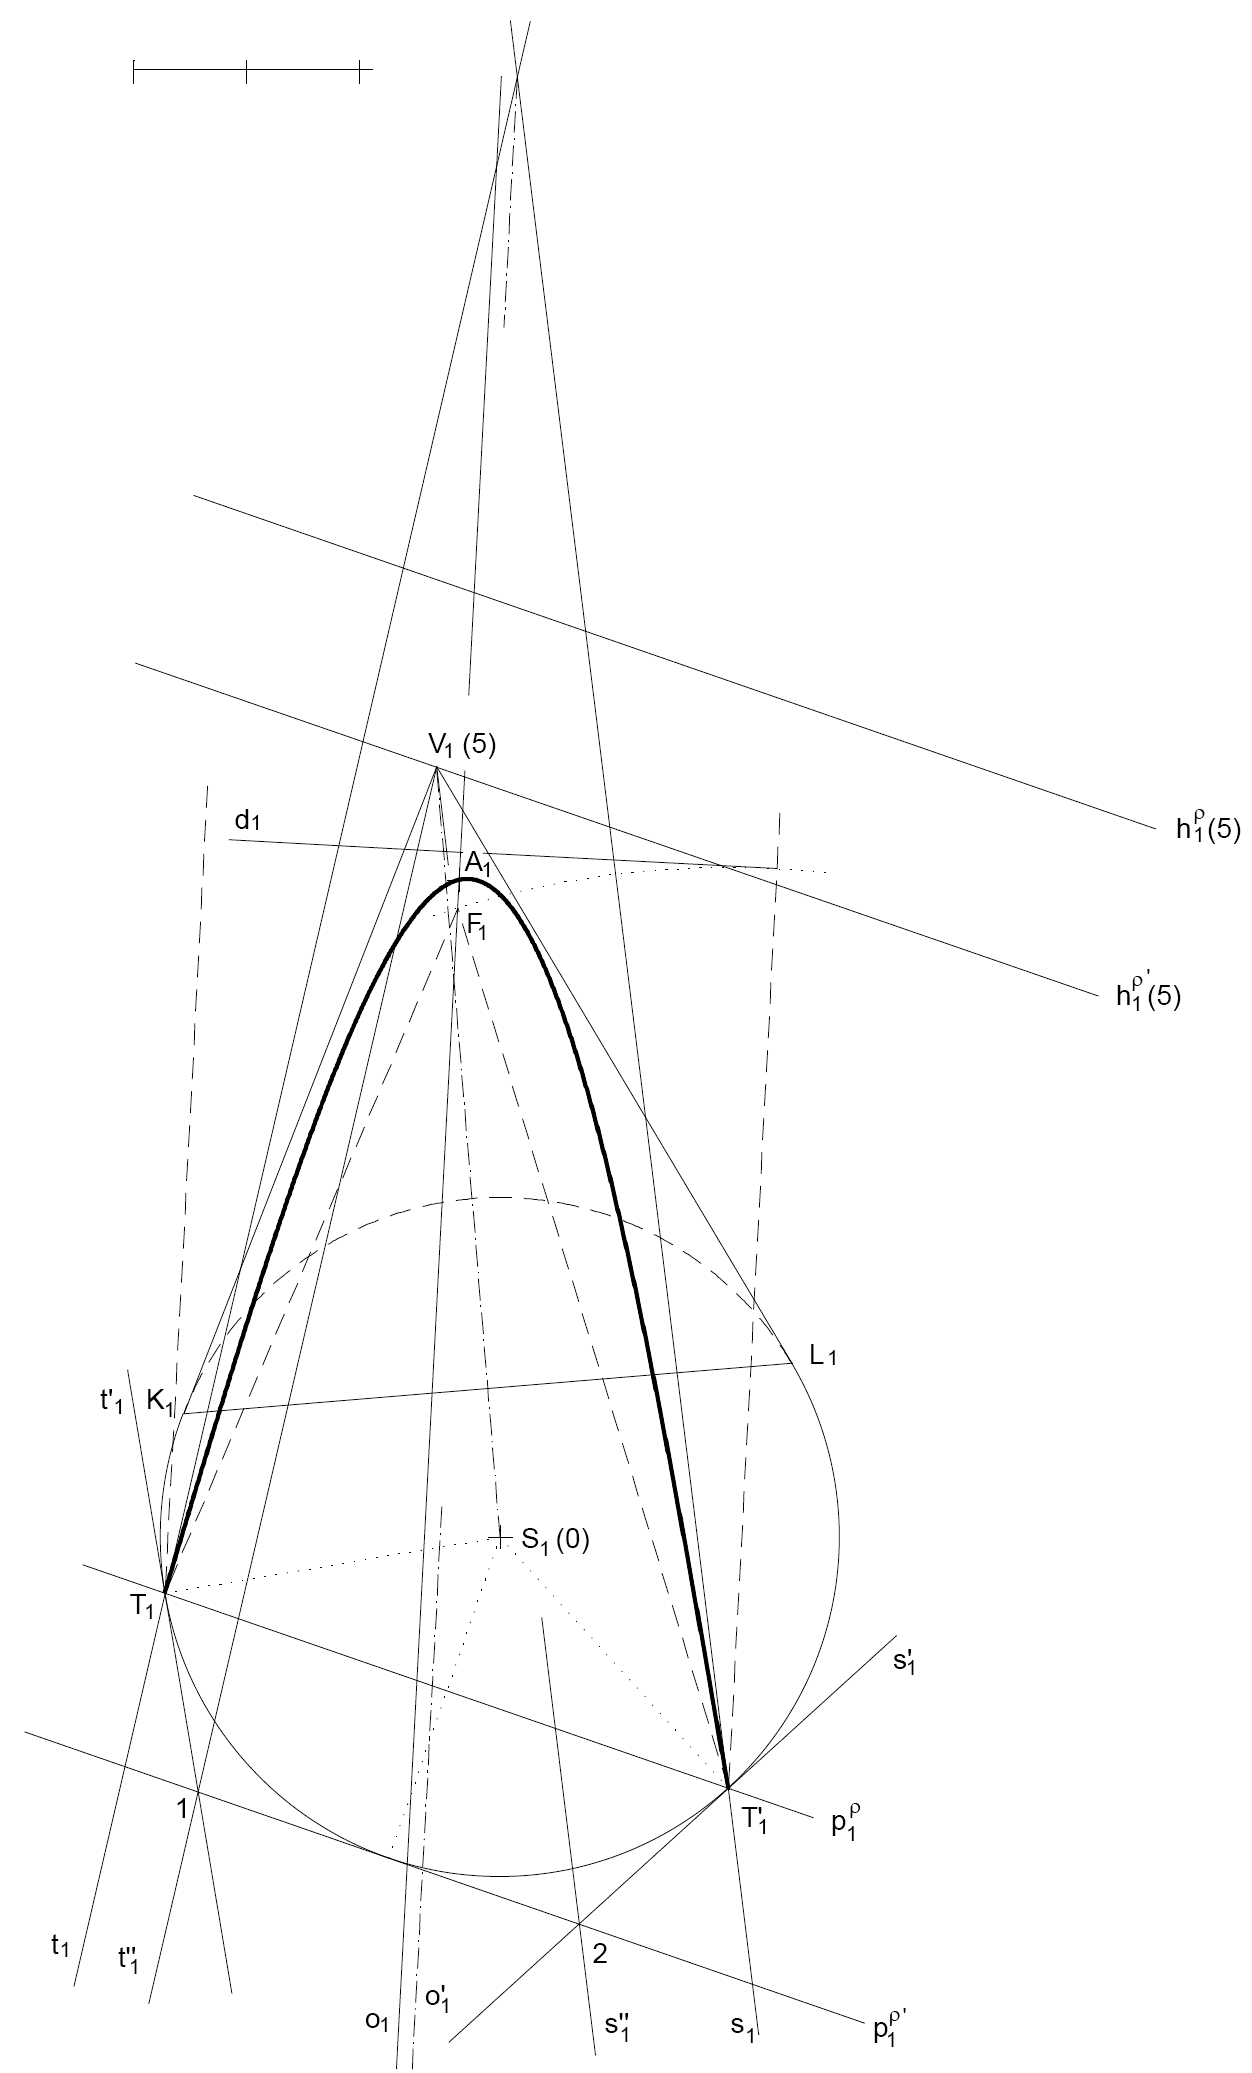 V₁ (5)
d₁
h₁ᵨ(5)
A₁
F₁
h₁ᵨ'(5)
L₁
t'₁
K₁
S₁ (0)
T₁
s'₁
1
T'₁
p₁ᵨ
t₁
t''₁
2
o'₁
o₁
s''₁
s₁
p₁ᵨ'